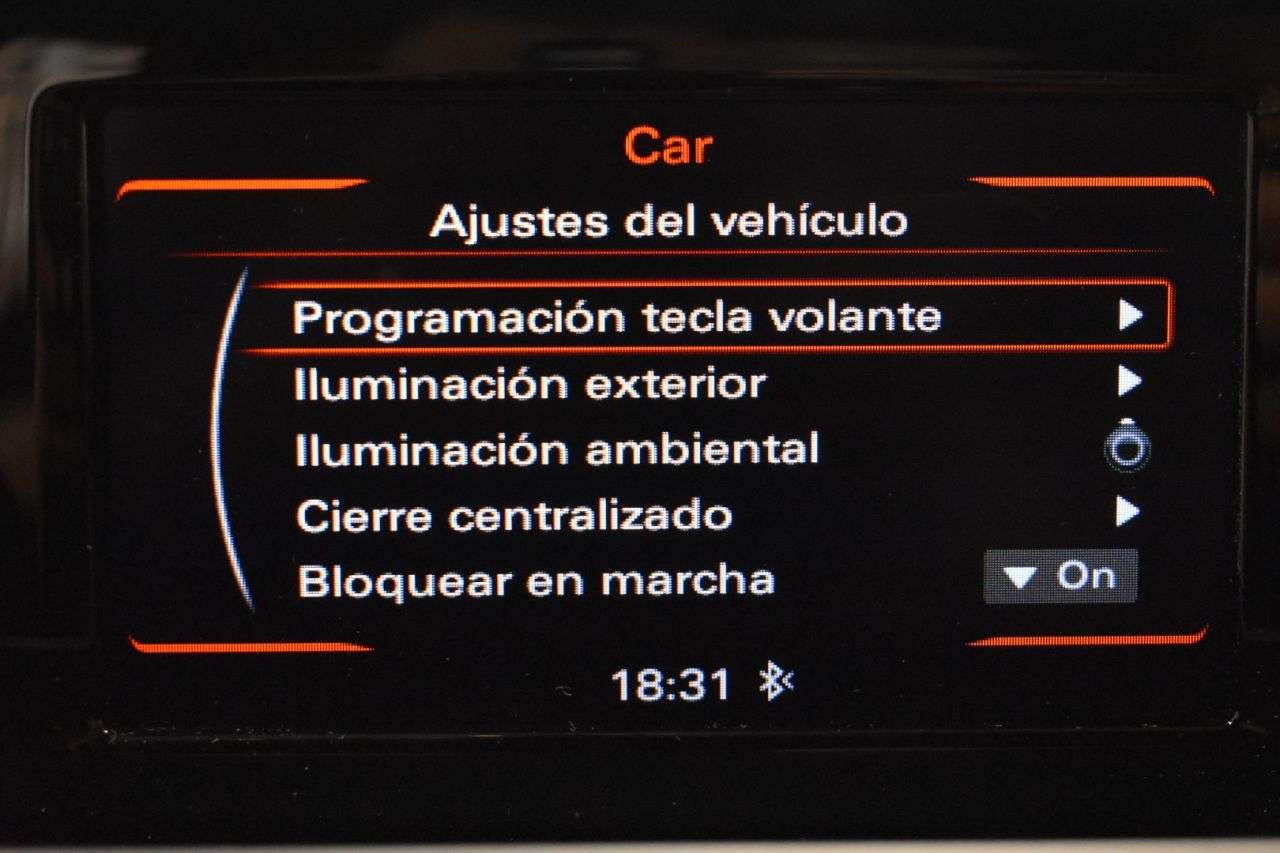 Car
Ajustes del vehículo
Programación tecla volante
Iluminación exterior
Iluminación ambiental
Cierre centralizado
Bloquear en marcha On
18:31